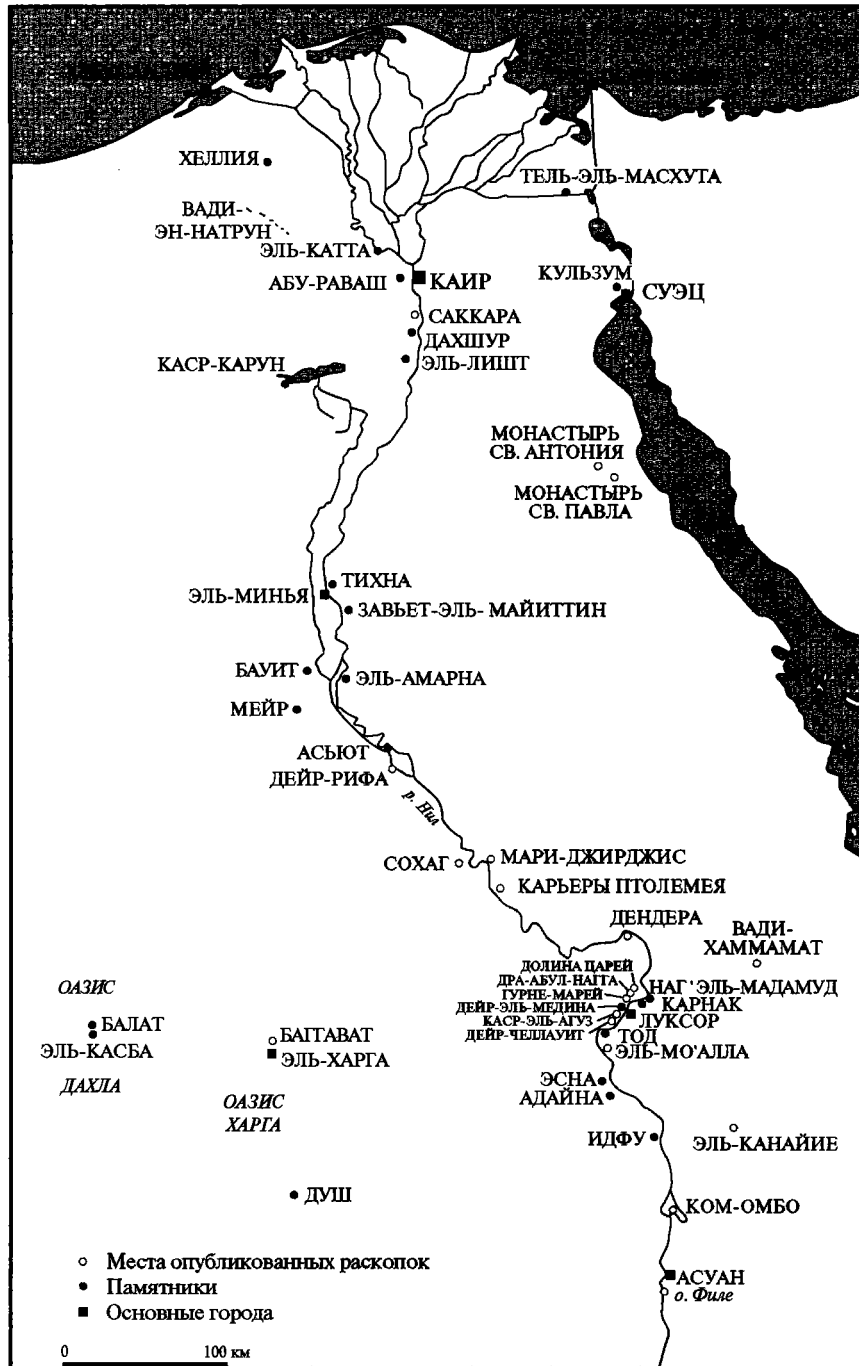 ХЕЛЛИЯ
ТЕЛЬ-ЭЛЬ-МАСХУТА
ВАДИ-
ЭН-НАТРУН
ЭЛЬ-КАТТА
АБУ-РАВАШ
КАИР
КУЛЬЗУМ
СУЭЦ
САККАРА
ДАХШУР
КАСР-КАРУН
ЭЛЬ-ЛИШТ
МОНАСТЫРЬ
СВ. АНТОНИЯ
МОНАСТЫРЬ
СВ. ПАВЛА
ТИХНА
ЭЛЬ-МИНЬЯ
ЗАВЬЕТ-ЭЛЬ- МАЙИТТИН
БАУИТ
ЭЛЬ-АМАРНА
МЕЙР
АСЬЮТ
ДЕЙР-РИФА
р. Нил
СОХАГ
МАРИ-ДЖИРДЖИС
КАРЬЕРЫ ПТОЛЕМЕЯ
ДЕНДЕРА
ВАДИ-
ХАММАМАТ
ДОЛИНА ЦАРЕЙ
ДРА-АБУЛ-НАГГА
ГУРНЕ-МАРЕЙ
ДЕЙР-ЭЛЬ-МЕДИНА
КАСР-ЭЛЬ-АГУЗ
ДЕЙР-ЧЕЛЛАУИТ
НАГ'ЭЛЬ-МАДАМУД
КАРНАК
ЛУКСОР
ТОД
ЭЛЬ-МО'АЛЛА
ОАЗИС
БАЛАТ
ЭЛЬ-КАСБА
ДАХЛА
БАГГАВАТ
ЭЛЬ-ХАРГА
ОАЗИС
ХАРГА
ЭСНА
АДАЙНА
ИДФУ
ЭЛЬ-КАНАЙИЕ
ДУШ
КОМ-ОМБО
АСУАН
о. Филе
Места опубликованных раскопок
Памятники
Основные города
0 100 км